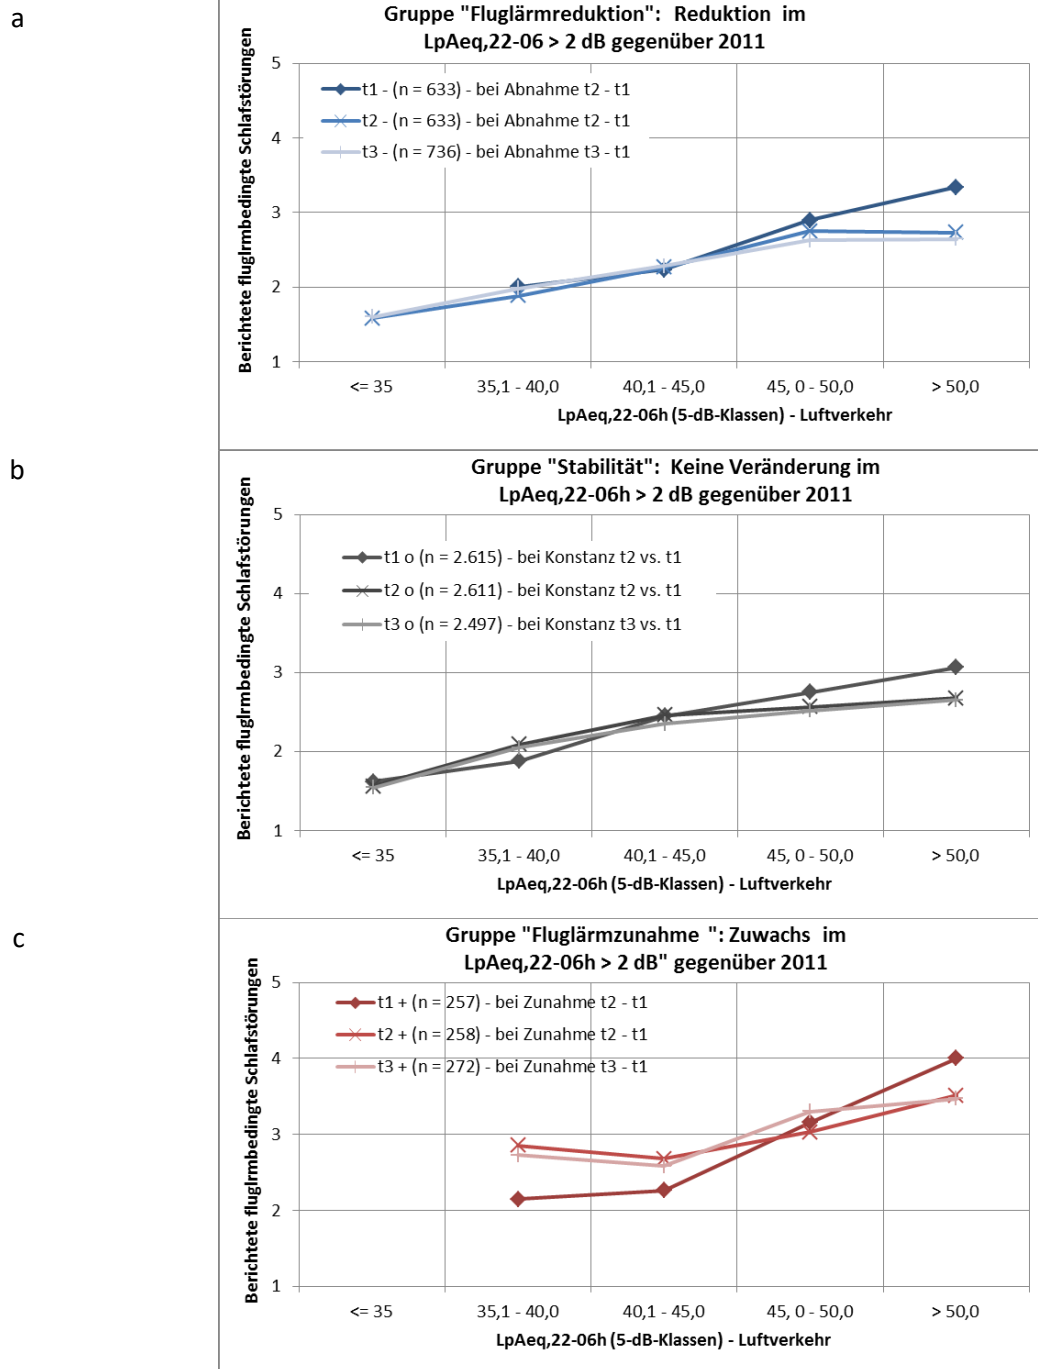 a
Gruppe "Fluglärmreduktion": Reduktion im
LpAeq,22-06 > 2 dB gegenüber 2011
Berichtete fluglrmbedingte Schlafstörungen
5
4
3
2
1
t1 - (n = 633) - bei Abnahme t2 - t1
t2 - (n = 633) - bei Abnahme t2 - t1
t3 - (n = 736) - bei Abnahme t3 - t1
<= 35
35,1 - 40,0
40,1 - 45,0
45, 0 - 50,0
> 50,0
LpAeq,22-06h (5-dB-Klassen) - Luftverkehr
b
Gruppe "Stabilität": Keine Veränderung im
LpAeq,22-06h > 2 dB gegenüber 2011
Berichtete fluglrmbedingte Schlafstörungen
5
4
3
2
1
t1 o (n = 2.615) - bei Konstanz t2 vs. t1
t2 o (n = 2.611) - bei Konstanz t2 vs. t1
t3 o (n = 2.497) - bei Konstanz t3 vs. t1
<= 35
35,1 - 40,0
40,1 - 45,0
45, 0 - 50,0
> 50,0
LpAeq,22-06h (5-dB-Klassen) - Luftverkehr
c
Gruppe "Fluglärmzunahme ": Zuwachs im
LpAeq,22-06h > 2 dB" gegenüber 2011
Berichtete fluglrmbedingte Schlafstörungen
5
4
3
2
1
t1 + (n = 257) - bei Zunahme t2 - t1
t2 + (n = 258) - bei Zunahme t2 - t1
t3 + (n = 272) - bei Zunahme t3 - t1
<= 35
35,1 - 40,0
40,1 - 45,0
45, 0 - 50,0
> 50,0
LpAeq,22-06h (5-dB-Klassen) - Luftverkehr